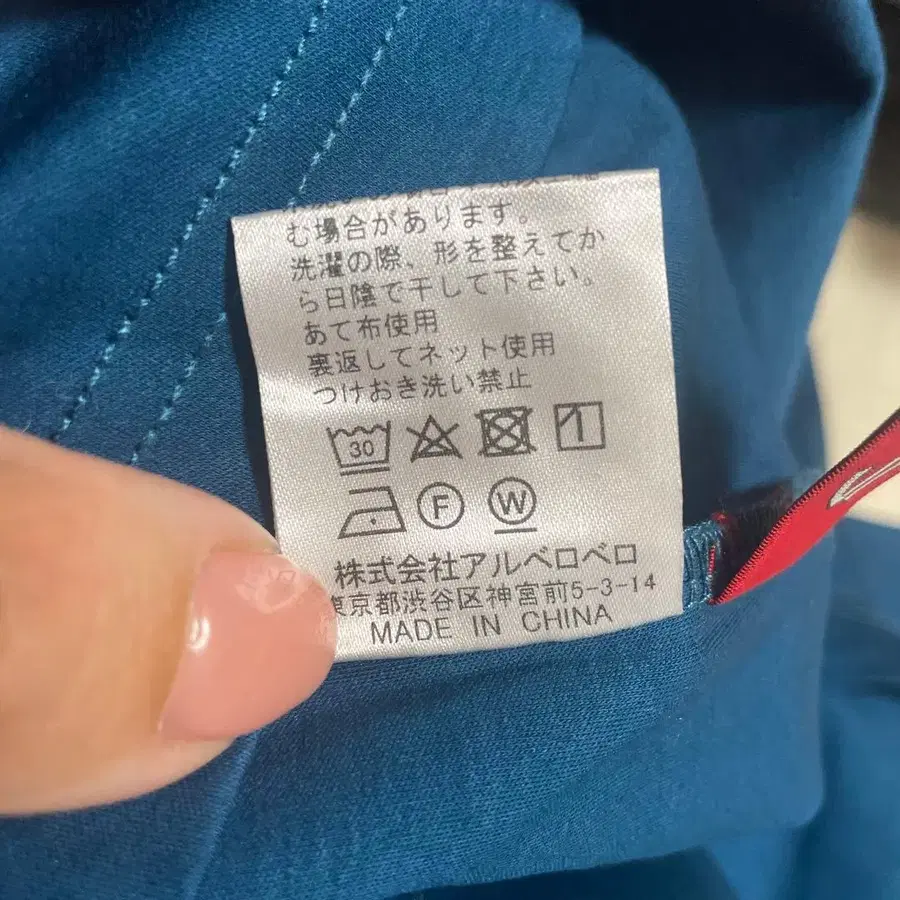 む場合があります。
洗濯の際、形を整えてか
ら日陰で干して下さい。
あて布使用
裏返してネット使用
つけおき洗い禁止
30
F W
株式会社アルベロベロ
東京都渋谷区神宮前5-3-14
MADE IN CHINA